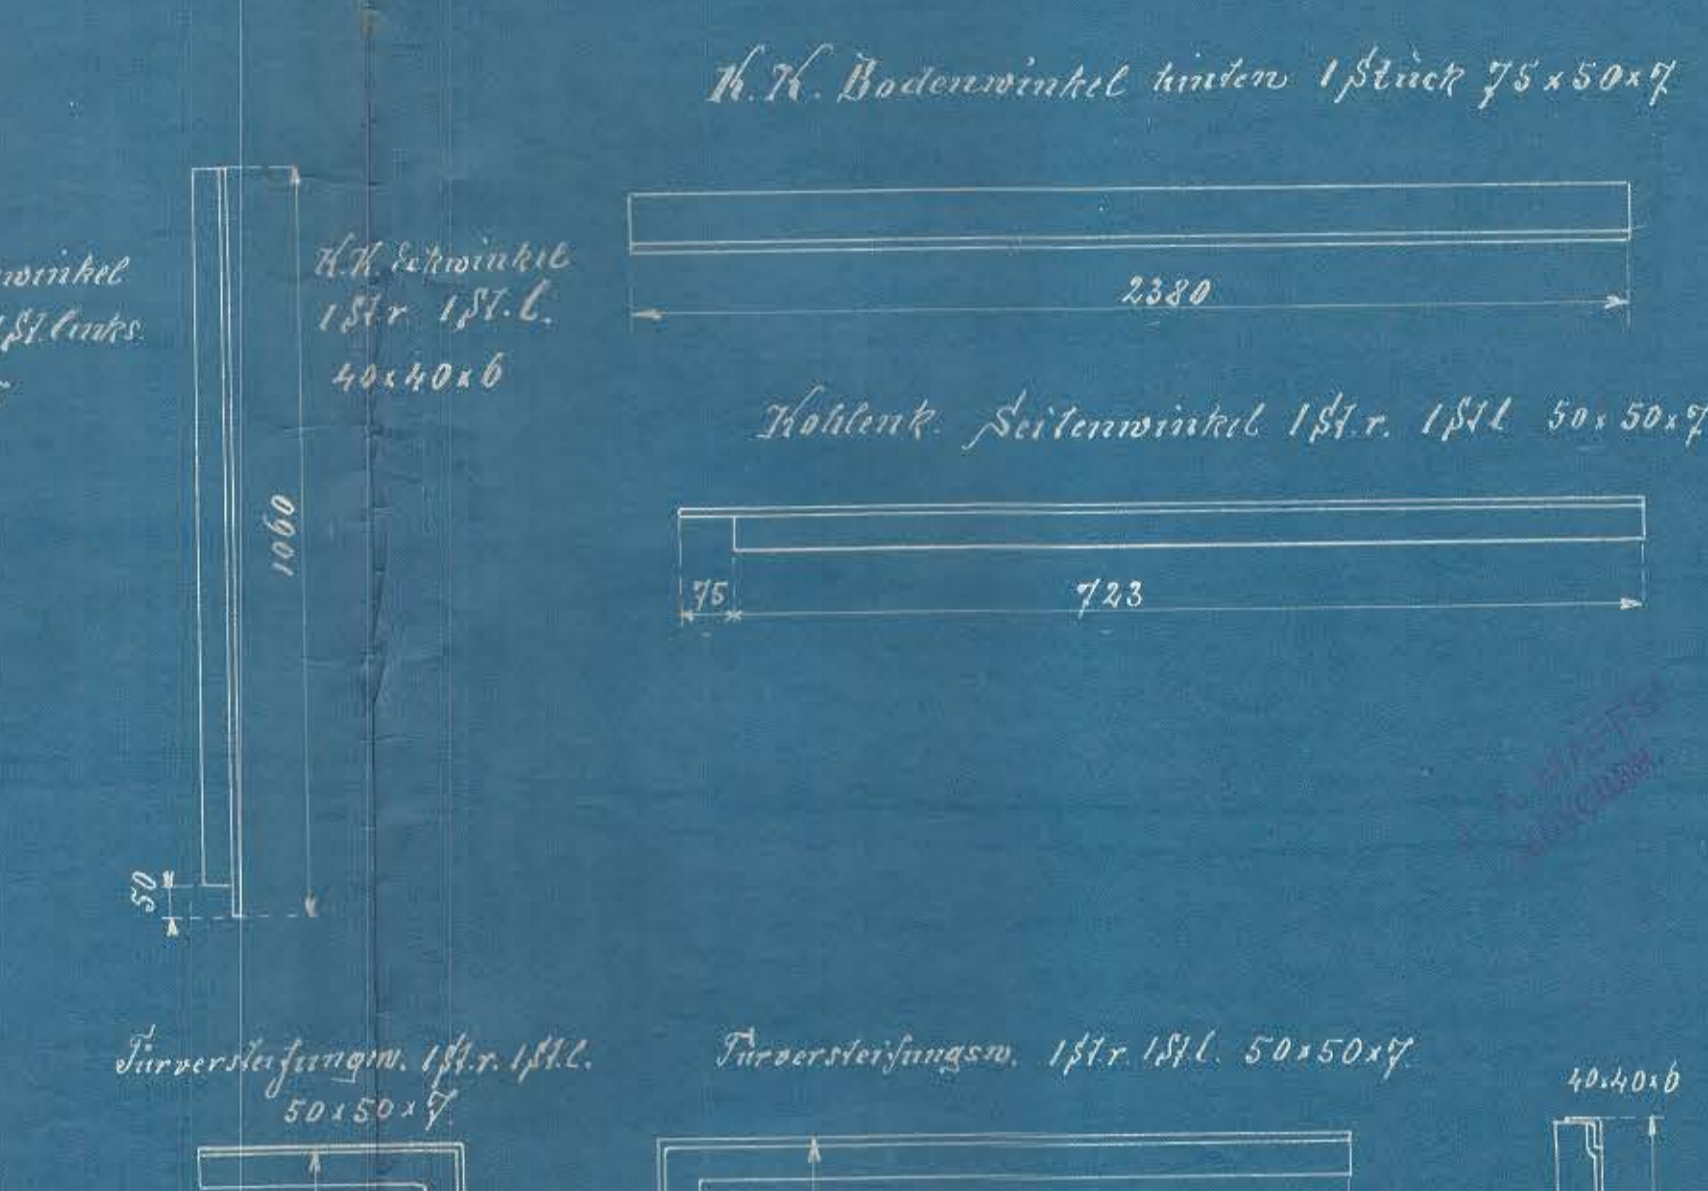 K.K. Bodenwinkel hinten 1 Stück 75 x 50 x 7
2380
winkel
1 St. links.
K.K. Eckwinkel
1 St r. 1 St. l.
40 x 40 x 6
1060
50
Kohlenk. Seitenwinkel 1 St. r. 1 St l 50 x 50 x 7
75
723
Türversteifungsw. 1 St. r. 1 St. l.
50 x 50 x 7.
Türversteifungsw. 1 St r. 1 St l. 50 x 50 x 7.
40 x 40 x 6